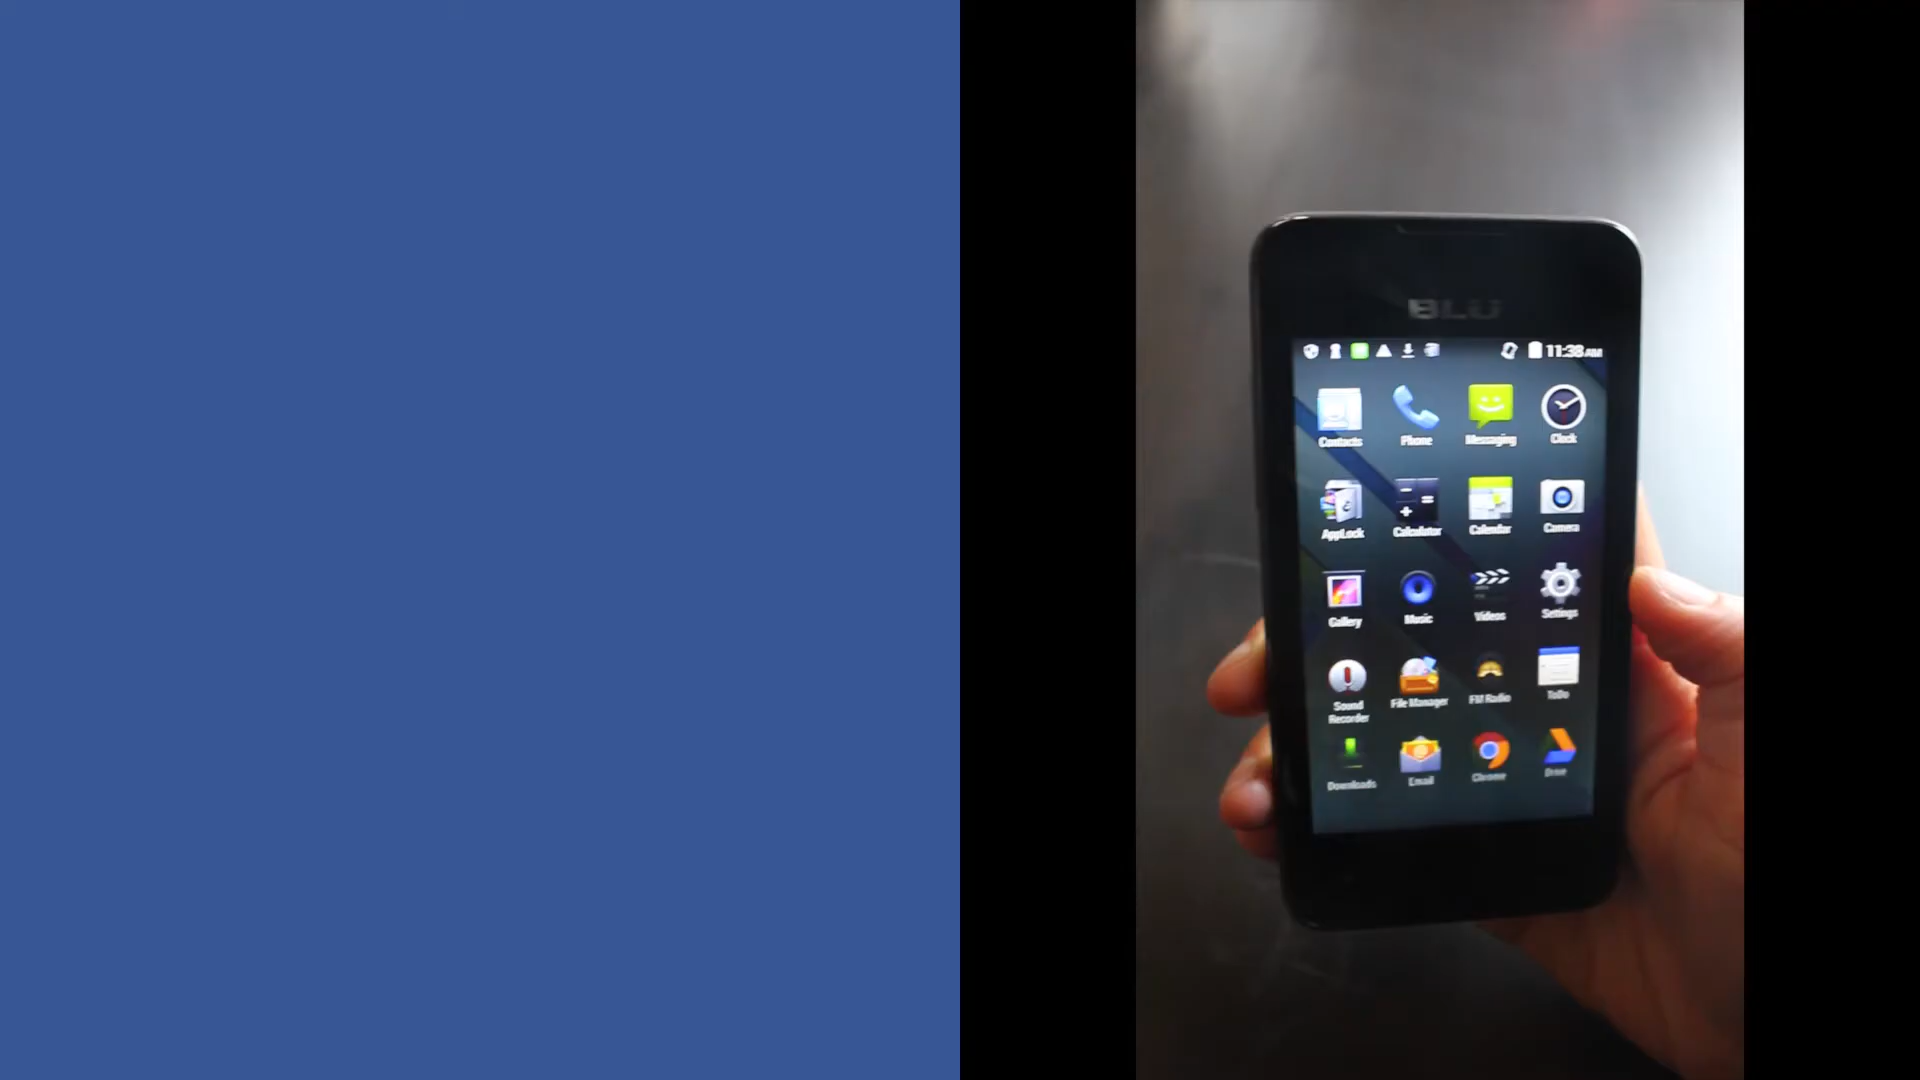 BLU
11:38 AM
Contacts Phone Messaging Clock
AppLock Calculator Calendar Camera
Gallery Music Videos Settings
Sound Recorder File Manager FM Radio ToDo
Downloads Email Chrome Drive